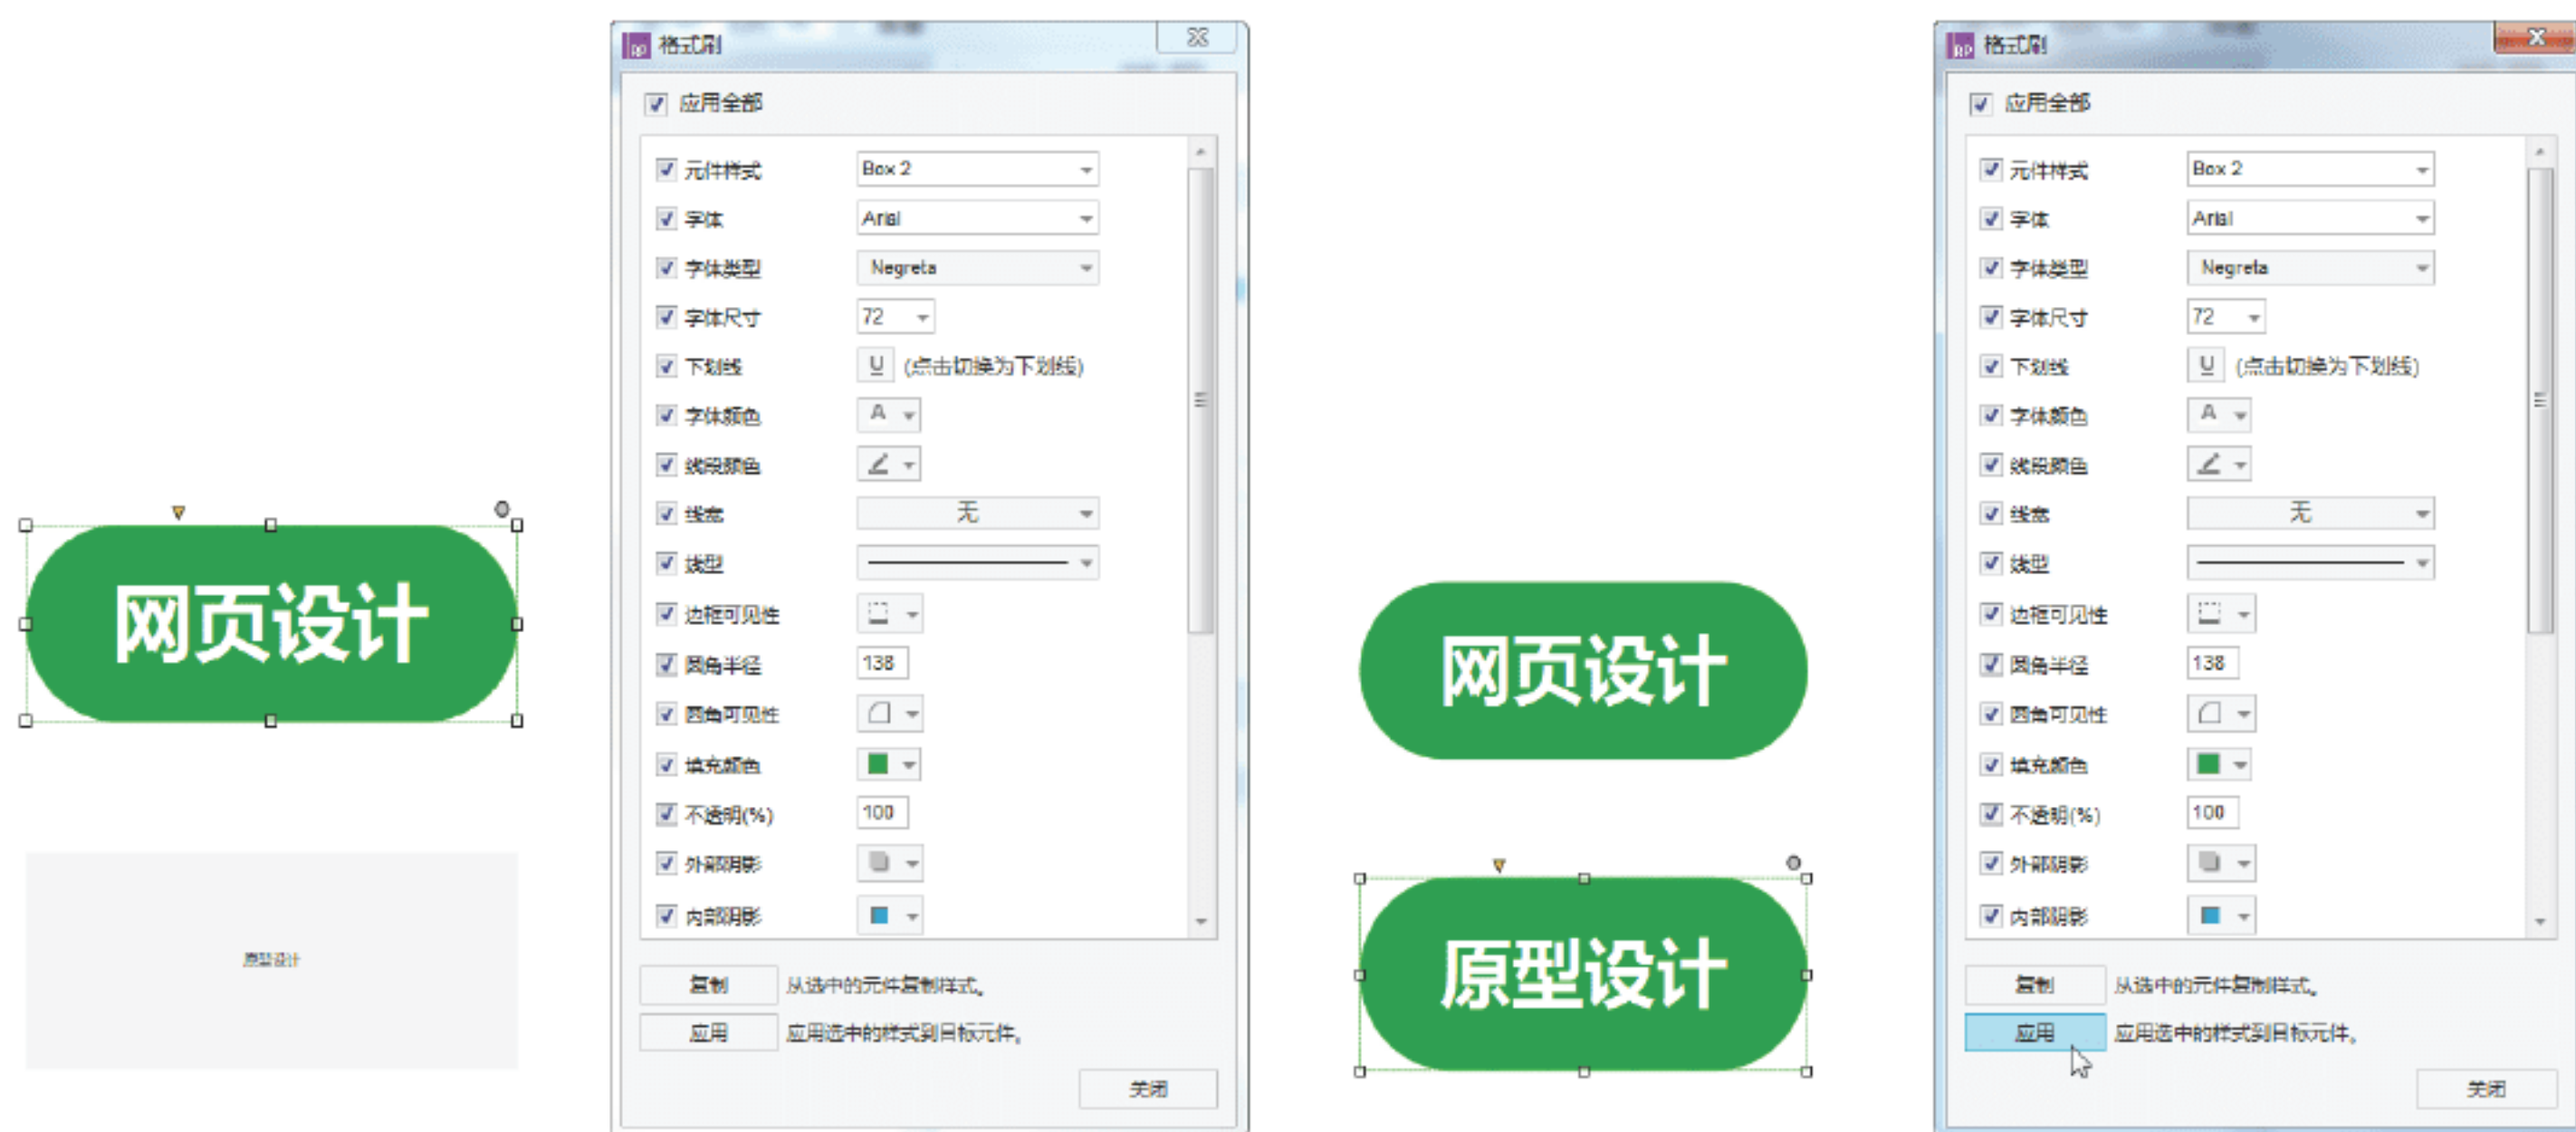 格式刷
应用全部
元件样式 Box 2
字体 Arial
字体类型 Negreta
字体尺寸 72
下划线 U (点击切换为下划线)
字体颜色 A
线段颜色
线宽 无
线型
边框可见性
圆角半径 138
圆角可见性
填充颜色
不透明(%) 100
外部阴影
内部阴影
复制 从选中的元件复制样式。
应用 应用选中的样式到目标元件。
关闭
网页设计
原型设计
格式刷
应用全部
元件样式 Box 2
字体 Arial
字体类型 Negreta
字体尺寸 72
下划线 U (点击切换为下划线)
字体颜色 A
线段颜色
线宽 无
线型
边框可见性
圆角半径 138
圆角可见性
填充颜色
不透明(%) 100
外部阴影
内部阴影
复制 从选中的元件复制样式。
应用 应用选中的样式到目标元件。
关闭
网页设计
原型设计
RP
RP